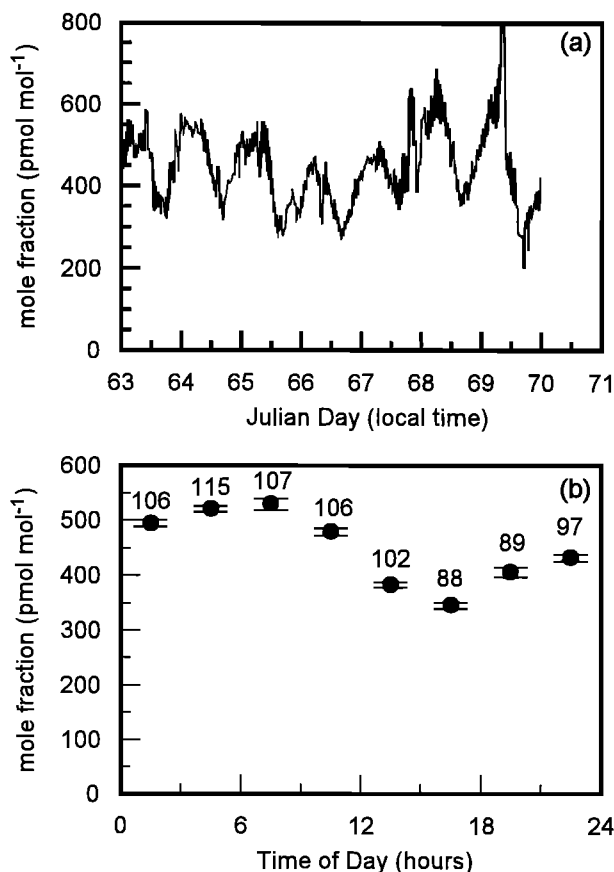 (a)
mole fraction (pmol mol⁻¹)
800
600
400
200
0
63 64 65 66 67 68 69 70 71
Julian Day (local time)
(b)
mole fraction (pmol mol⁻¹)
600
500
400
300
200
100
0
106 115 107 106 102 88 89 97
0 6 12 18 24
Time of Day (hours)